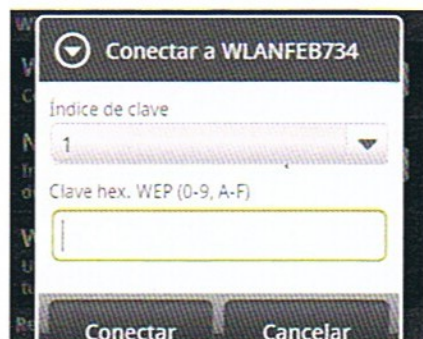 Conectar a WLANFEB734
Índice de clave
1
Clave hex. WEP (0-9, A-F)
Conectar Cancelar